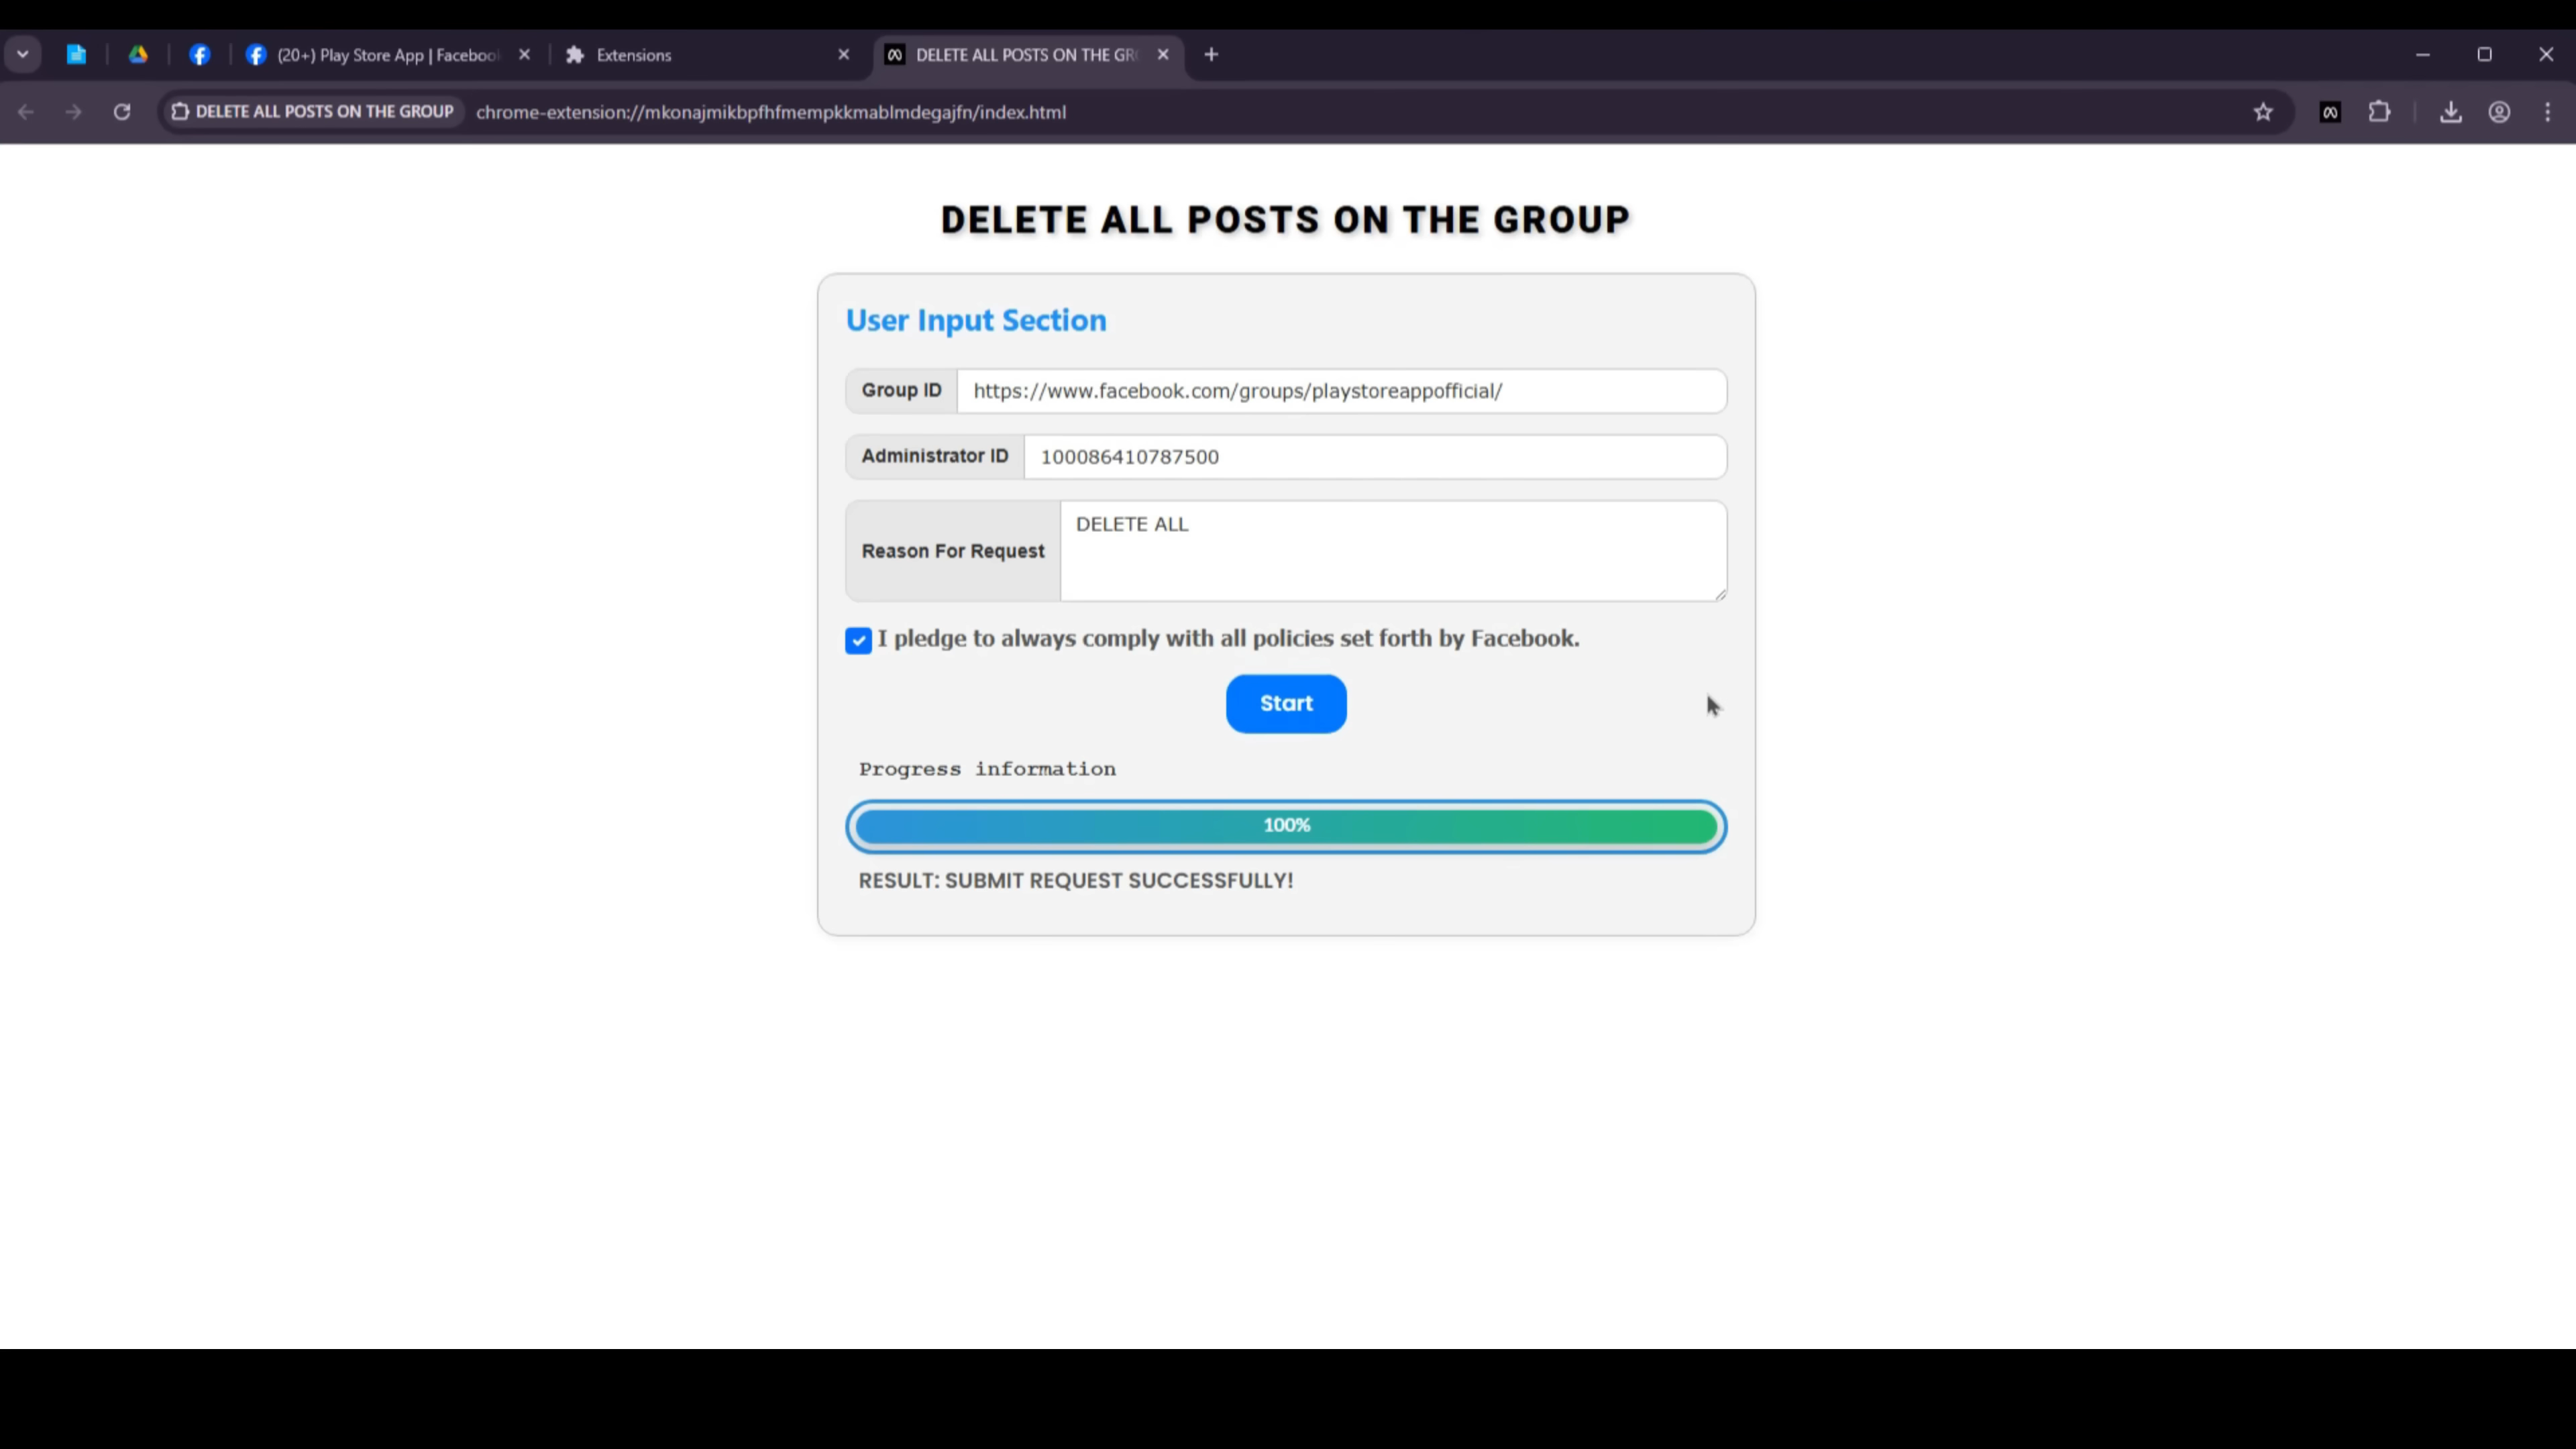 (20+) Play Store App | Facebook
Extensions
DELETE ALL POSTS ON THE GR
DELETE ALL POSTS ON THE GROUP
chrome-extension://mkonajmikbpfhfmempkkmablmdegajfn/index.html
DELETE ALL POSTS ON THE GROUP
User Input Section
Group ID
https://www.facebook.com/groups/playstoreappofficial/
Administrator ID
100086410787500
Reason For Request
DELETE ALL
I pledge to always comply with all policies set forth by Facebook.
Start
Progress information
100%
RESULT: SUBMIT REQUEST SUCCESSFULLY!